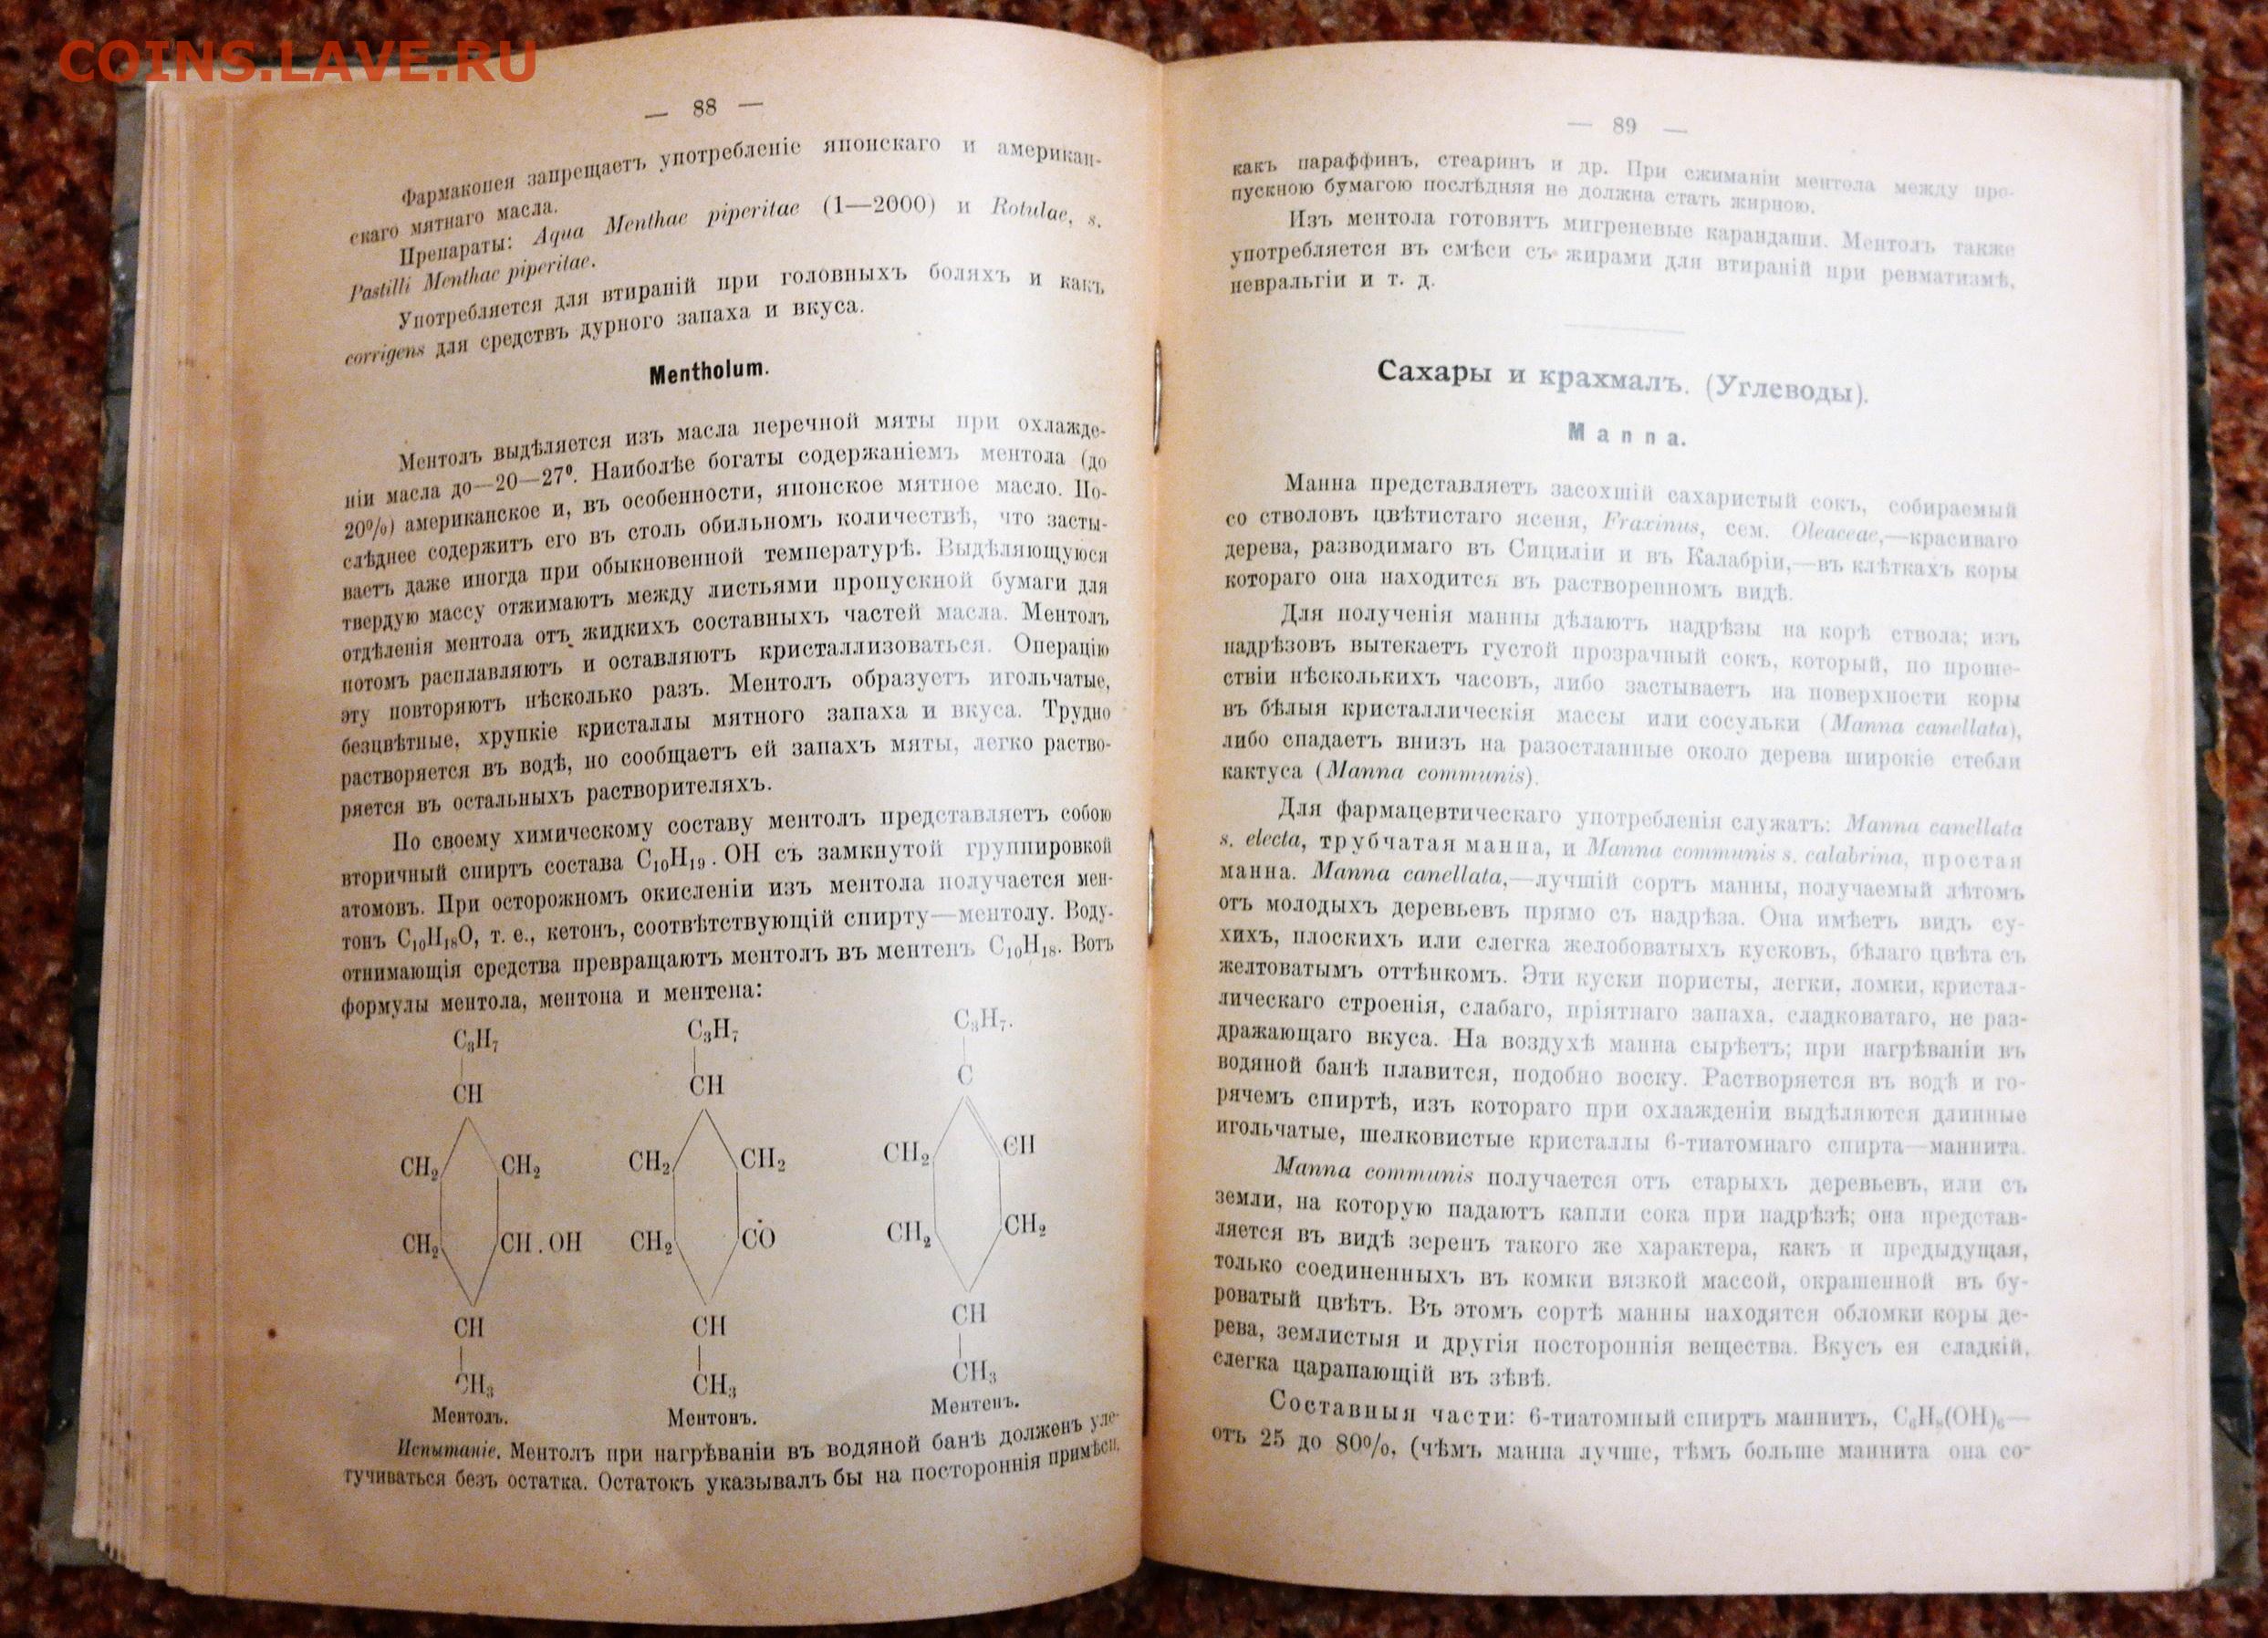 COINS.LAVE.RU
— 88 —
Фармакопея запрещаетъ употребленіе японскаго и американ-
скаго мятнаго масла.
Препараты: Aqua Menthae piperitae (1—2000) и Rotulae, s.
Pastilli Menthae piperitae.
Употребляется для втираній при головныхъ боляхъ и какъ
corrigens для средствъ дурного запаха и вкуса.
Mentholum.
Ментолъ выдѣляется изъ масла перечной мяты при охлажде-
ніи масла до—20—27⁰. Наиболѣе богаты содержаніемъ ментола (до
20%) американское и, въ особенности, японское мятное масло. По-
слѣднее содержитъ его въ столь обильномъ количествѣ, что засты-
ваетъ даже иногда при обыкновенной температурѣ. Выдѣляющуюся
твердую массу отжимаютъ между листьями пропускной бумаги для
отдѣленія ментола отъ жидкихъ составныхъ частей масла. Ментолъ
потомъ расплавляютъ и оставляютъ кристаллизоваться. Операцію
эту повторяютъ нѣсколько разъ. Ментолъ образуетъ игольчатые,
безцвѣтные, хрупкіе кристаллы мятного запаха и вкуса. Трудно
растворяется въ водѣ, но сообщаетъ ей запахъ мяты, легко раство-
ряется въ остальныхъ растворителяхъ.
По своему химическому составу ментолъ представляетъ собою
вторичный спиртъ состава C₁₀H₁₉. OH съ замкнутой группировкой
атомовъ. При осторожномъ окисленіи изъ ментола получается мен-
тонъ C₁₀H₁₈O, т. е., кетонъ, соотвѣтствующій спирту—ментолу. Воду-
отнимающія средства превращаютъ ментолъ въ ментенъ C₁₀H₁₈. Вотъ
формулы ментола, ментона и ментена:
C₃H₇ C₃H₇ C₃H₇.
CH CH C
CH₂ CH₂ CH₂ CH₂ CH₂ CH
CH₂ CH.OH CH₂ CO CH₂ CH₂
CH CH CH
CH₃ CH₃ CH₃
Ментолъ. Ментонъ. Ментенъ.
Испытаніе. Ментолъ при нагрѣваніи въ водяной банѣ долженъ уле-
тучиваться безъ остатка. Остатокъ указывалъ бы на постороннія примѣси,
— 89 —
какъ параффинъ, стеаринъ и др. При сжиманіи ментола между про-
пускною бумагою послѣдняя не должна стать жирною.
Изъ ментола готовятъ мигреневые карандаши. Ментолъ также
употребляется въ смѣси съ жирами для втираній при ревматизмѣ,
невральгіи и т. д.
Сахары и крахмалъ. (Углеводы).
Manna.
Манна представляетъ засохшій сахаристый сокъ, собираемый
со стволовъ цвѣтистаго ясеня, Fraxinus, сем. Oleaceae,—красиваго
дерева, разводимаго въ Сициліи и въ Калабріи,—въ клѣткахъ коры
котораго она находится въ растворенномъ видѣ.
Для полученія манны дѣлаютъ надрѣзы на корѣ ствола; изъ
надрѣзовъ вытекаетъ густой прозрачный сокъ, который, по проше-
ствіи нѣсколькихъ часовъ, либо застываетъ на поверхности коры
въ бѣлыя кристаллическія массы или сосульки (Manna canellata),
либо спадаетъ внизъ на разостланные около дерева широкіе стебли
кактуса (Manna communis).
Для фармацевтическаго употребленія служатъ: Manna canellata
s. electa, трубчатая манна, и Manna communis s. calabrina, простая
манна. Manna canellata,—лучшій сортъ манны, получаемый лѣтомъ
отъ молодыхъ деревьевъ прямо съ надрѣза. Она имѣетъ видъ су-
хихъ, плоскихъ или слегка желобоватыхъ кусковъ, бѣлаго цвѣта съ
желтоватымъ оттѣнкомъ. Эти куски пористы, легки, ломки, кристал-
лическаго строенія, слабаго, пріятнаго запаха, сладковатаго, не раз-
дражающаго вкуса. На воздухѣ манна сырѣетъ; при нагрѣваніи въ
водяной банѣ плавится, подобно воску. Растворяется въ водѣ и го-
рячемъ спиртѣ, изъ котораго при охлажденіи выдѣляются длинные
игольчатые, шелковистые кристаллы 6-тиатомнаго спирта—маннита.
Manna communis получается отъ старыхъ деревьевъ, или съ
земли, на которую падаютъ капли сока при надрѣзѣ; она представ-
ляется въ видѣ зеренъ такого же характера, какъ и предыдущая,
только соединенныхъ въ комки вязкой массой, окрашенной въ бу-
роватый цвѣтъ. Въ этомъ сортѣ манны находятся обломки коры де-
рева, землистыя и другія постороннія вещества. Вкусъ ея сладкій,
слегка царапающій въ зѣвѣ.
Составныя части: 6-тиатомный спиртъ маннитъ, C₆H₈(OH)₆—
отъ 25 до 80%, (чѣмъ манна лучше, тѣмъ больше маннита она со-